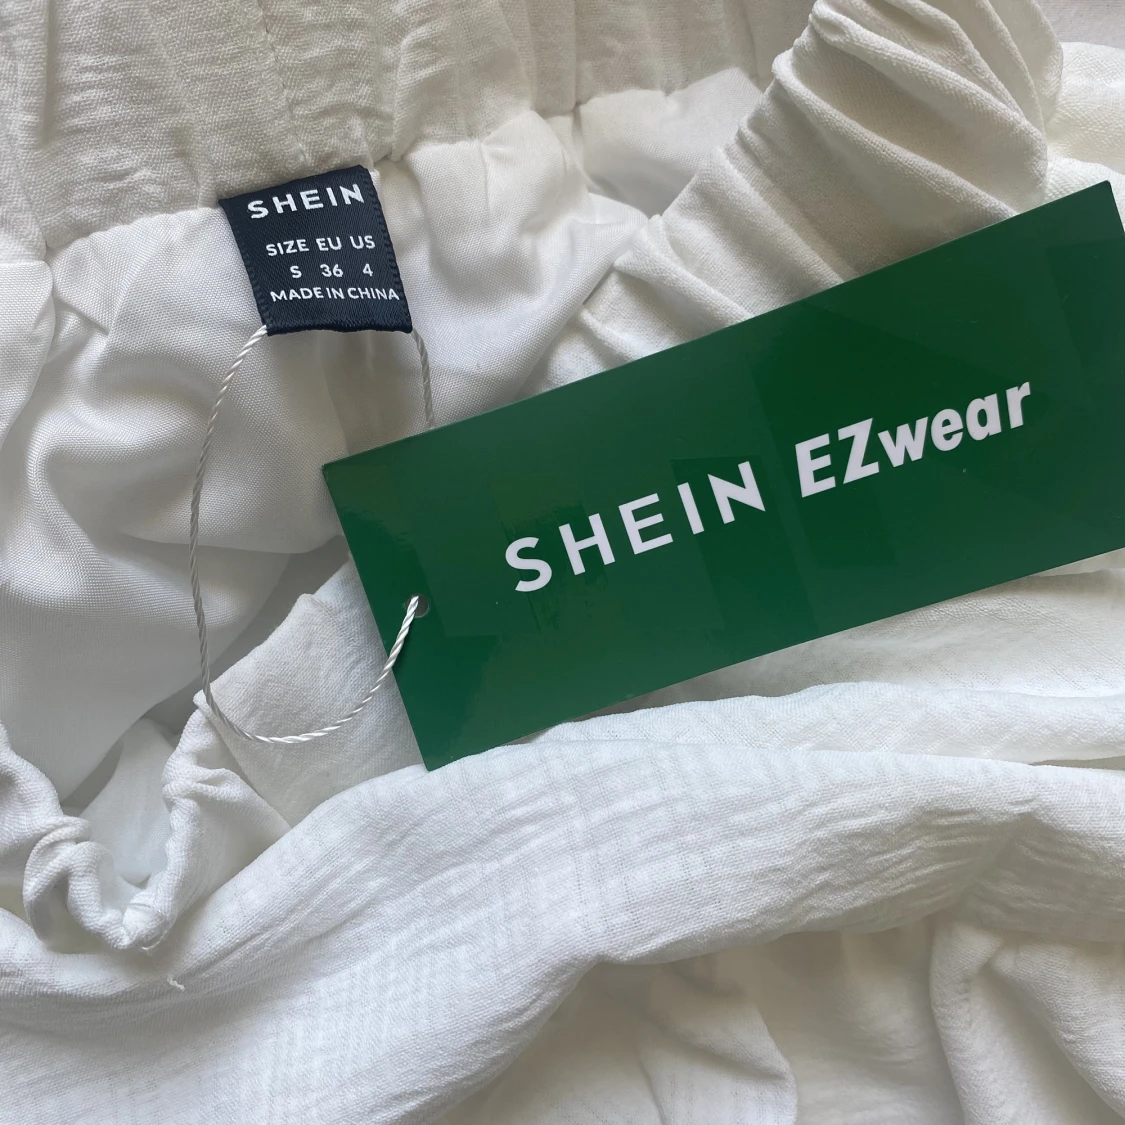 SHEIN
SIZE EU US
S 36 4
MADE IN CHINA
SHEIN EZwear